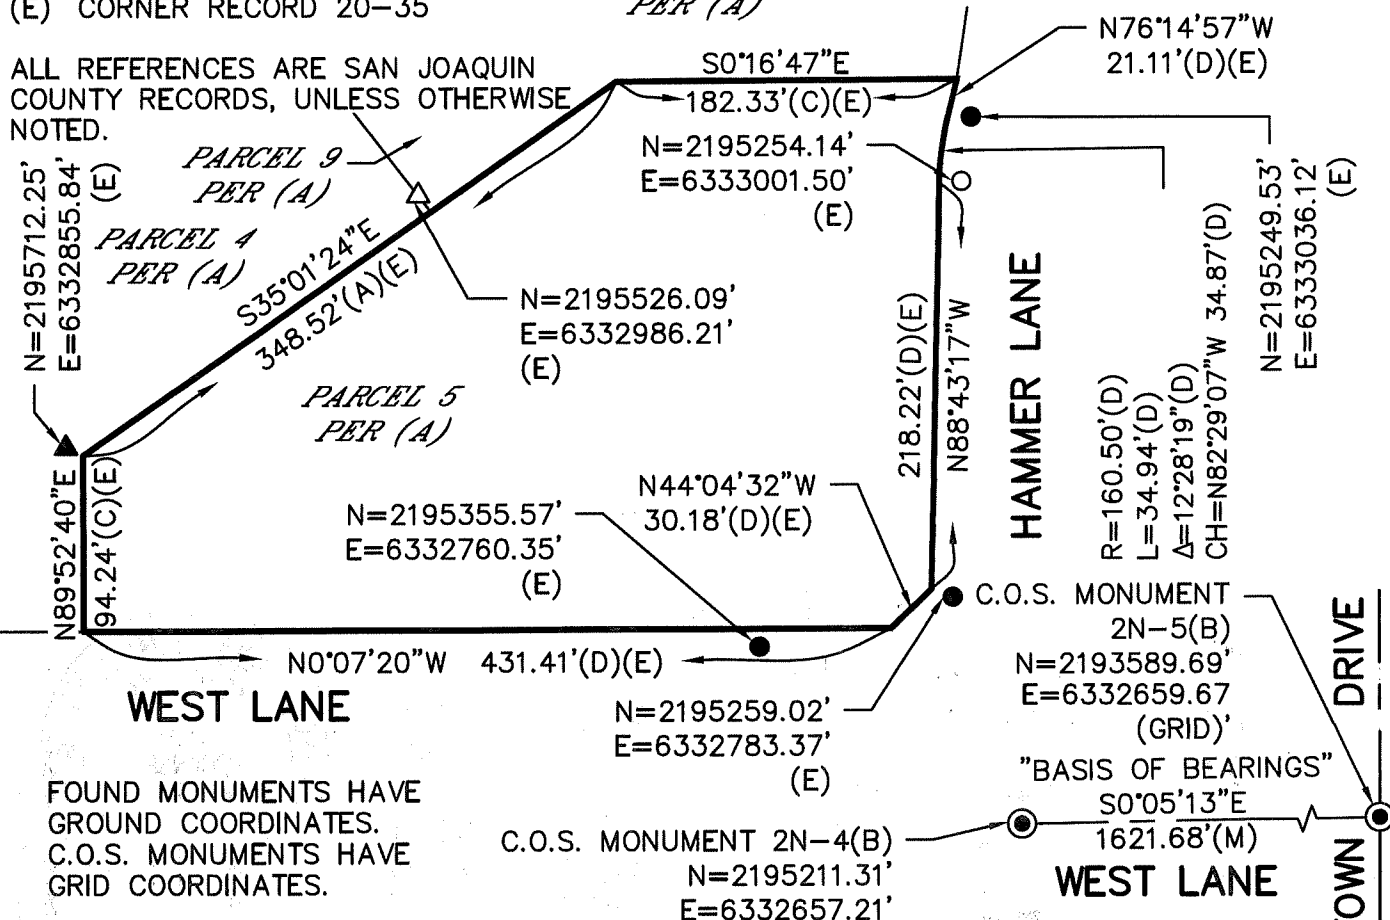 (E) CORNER RECORD 20-35
PER (A)
ALL REFERENCES ARE SAN JOAQUIN
COUNTY RECORDS, UNLESS OTHERWISE
NOTED.
S0°16'47"E
182.33'(C)(E)
N76°14'57"W
21.11'(D)(E)
PARCEL 9
PER (A)
N=2195254.14'
E=6333001.50'
(E)
N=2195712.25'
E=6332855.84'
(E)
PARCEL 4
PER (A)
S35°01'24"E
348.52'(A)(E)
N=2195526.09'
E=6332986.21'
(E)
N=2195249.53'
E=6333036.12'
(E)
PARCEL 5
PER (A)
218.22'(D)(E)
N88°43'17"W
HAMMER LANE
R=160.50'(D)
L=34.94'(D)
Δ=12°28'19"(D)
CH=N82°29'07"W 34.87'(D)
N89°52'40"E
94.24'(C)(E)
N=2195355.57'
E=6332760.35'
(E)
N44°04'32"W
30.18'(D)(E)
N0°07'20"W 431.41'(D)(E)
WEST LANE
N=2195259.02'
E=6332783.37'
(E)
C.O.S. MONUMENT
2N-5(B)
N=2193589.69'
E=6332659.67
(GRID)'
DRIVE
"BASIS OF BEARINGS"
S0°05'13"E
1621.68'(M)
WEST LANE
FOUND MONUMENTS HAVE
GROUND COORDINATES.
C.O.S. MONUMENTS HAVE
GRID COORDINATES.
C.O.S. MONUMENT 2N-4(B)
N=2195211.31'
E=6332657.21'